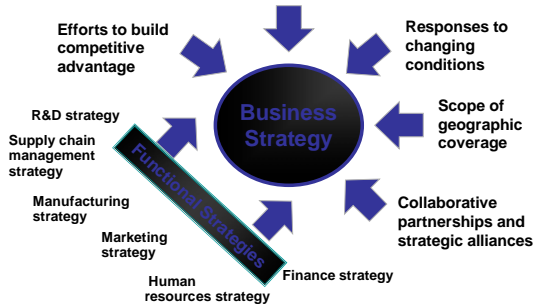 Efforts to build
competitive
advantage
Responses to
changing
conditions
Business
Strategy
Scope of
geographic
coverage
R&D strategy
Supply chain
management
strategy
Functional Strategies
Manufacturing
strategy
Marketing
strategy
Human
resources strategy
Finance strategy
Collaborative
partnerships and
strategic alliances